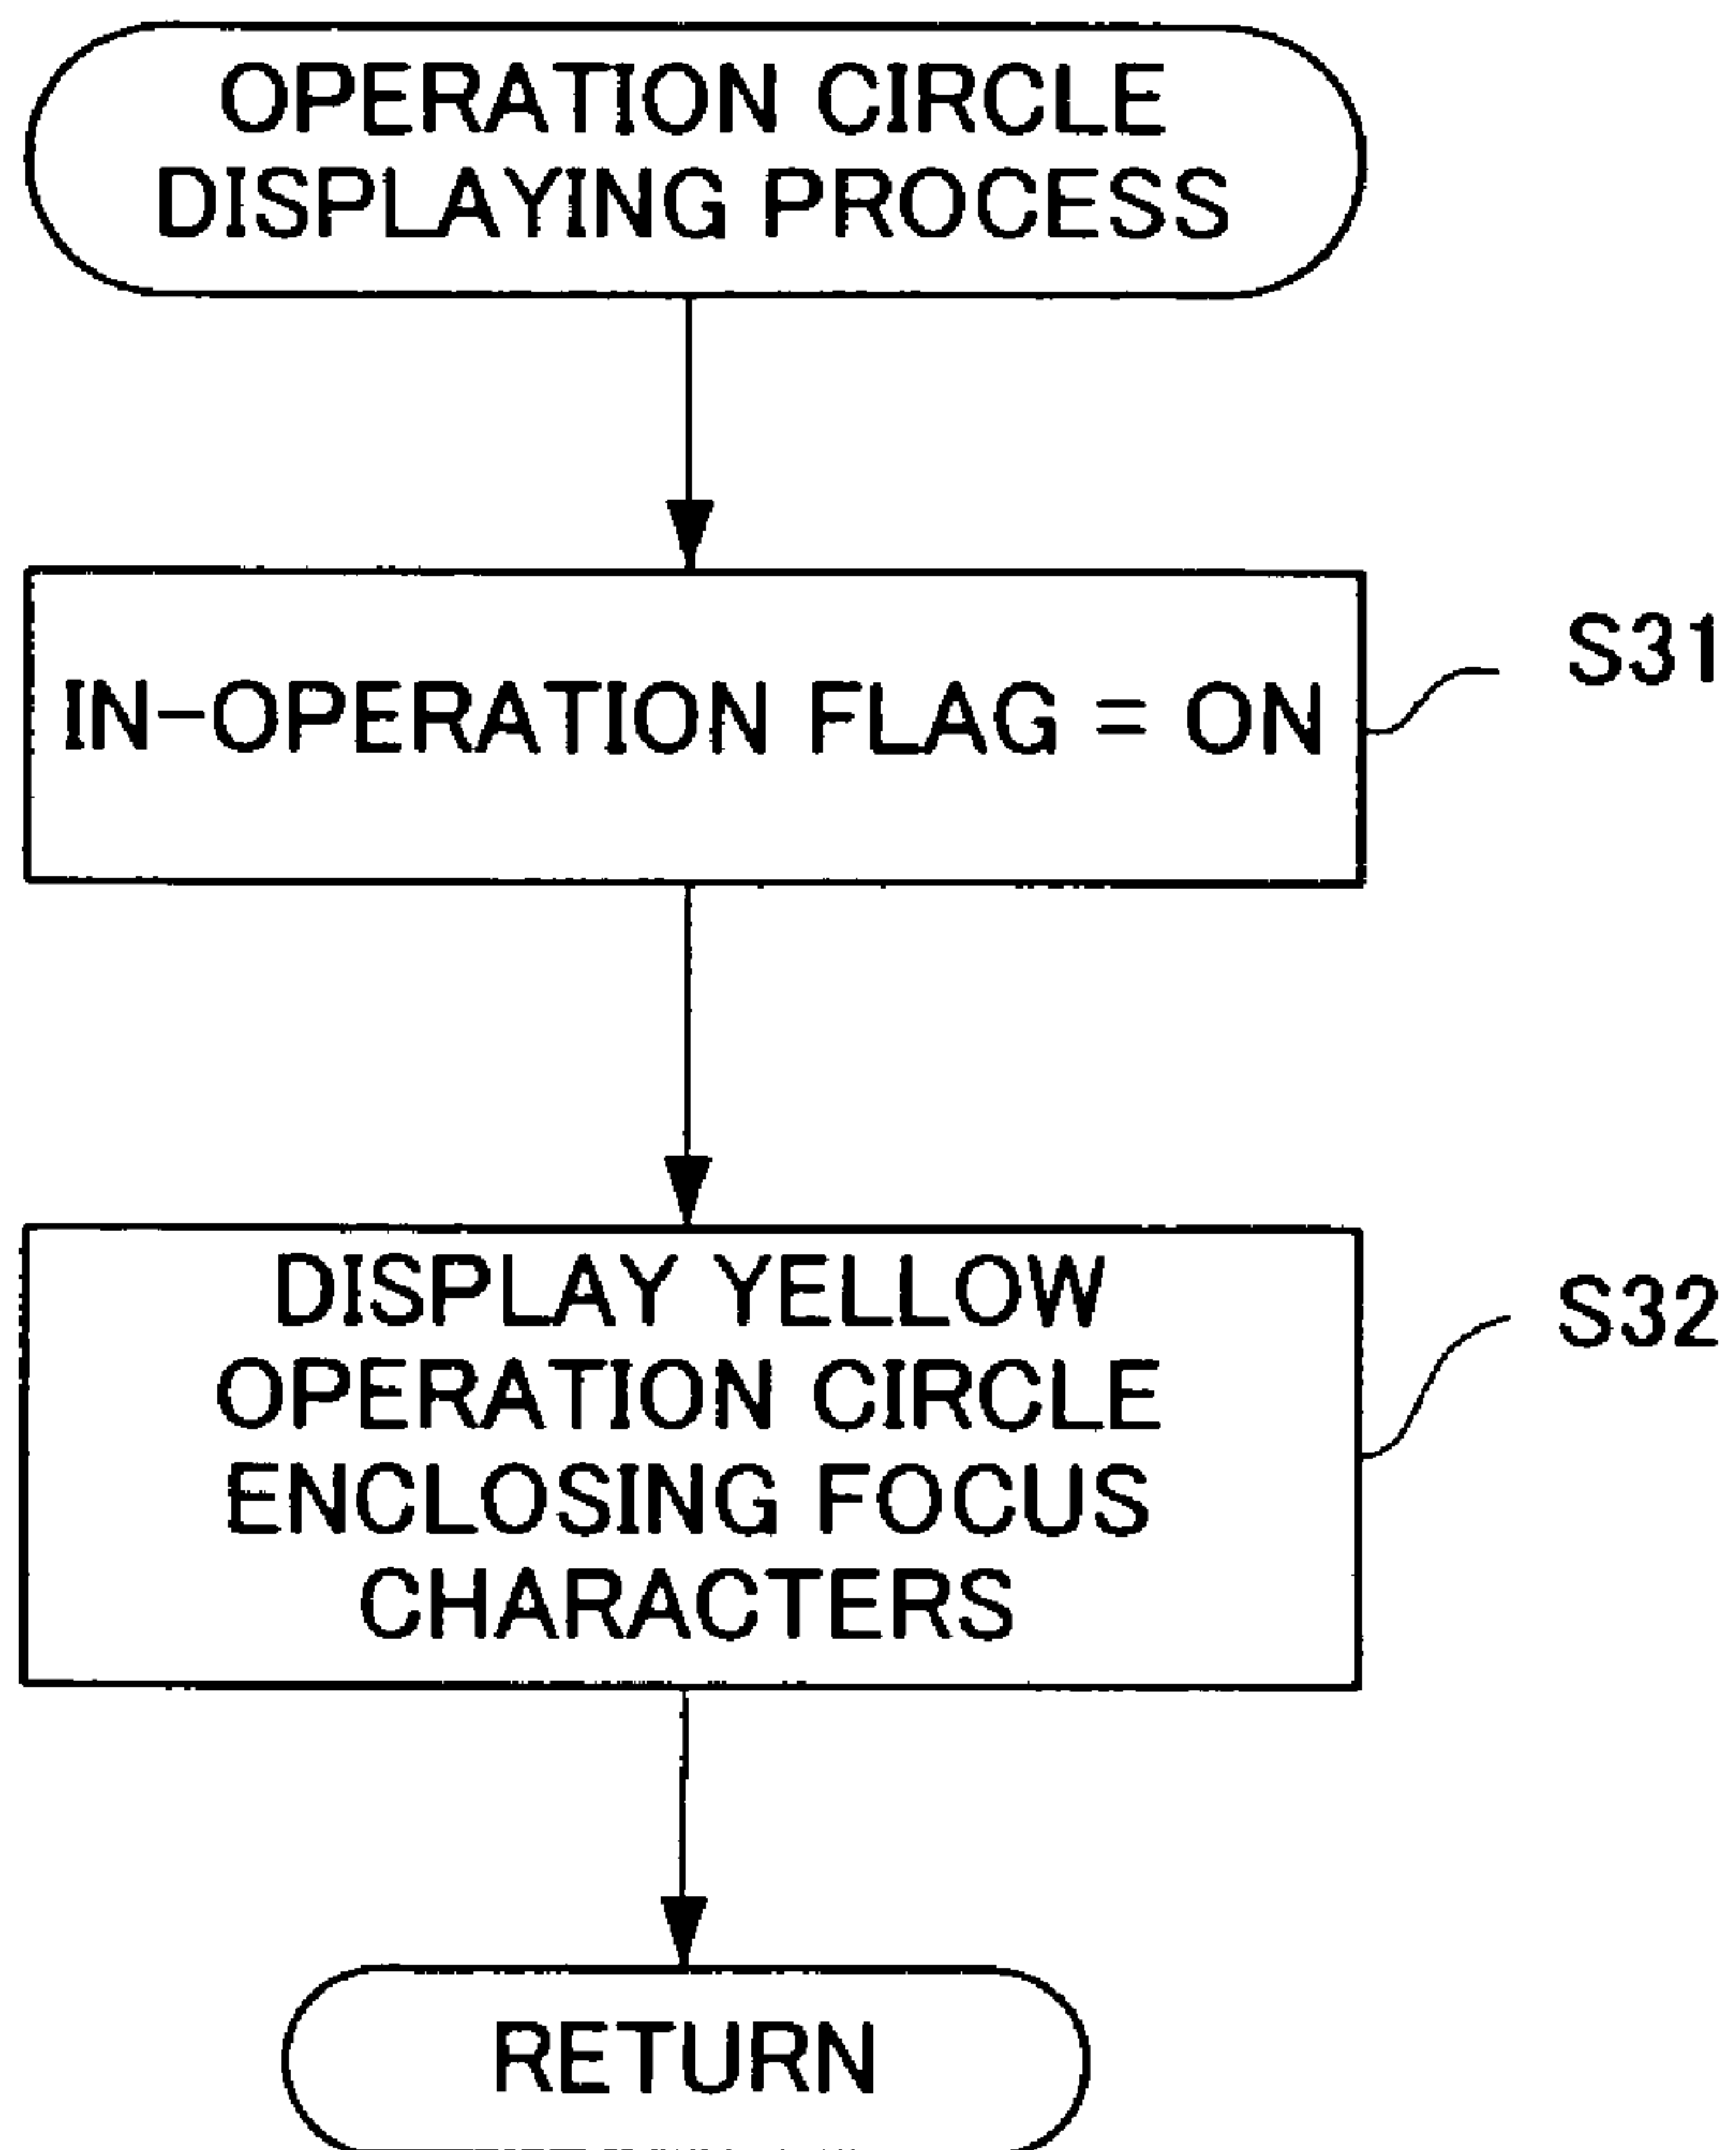 OPERATION CIRCLE
DISPLAYING PROCESS
IN-OPERATION FLAG = ON
S31
DISPLAY YELLOW
OPERATION CIRCLE
ENCLOSING FOCUS
CHARACTERS
S32
RETURN